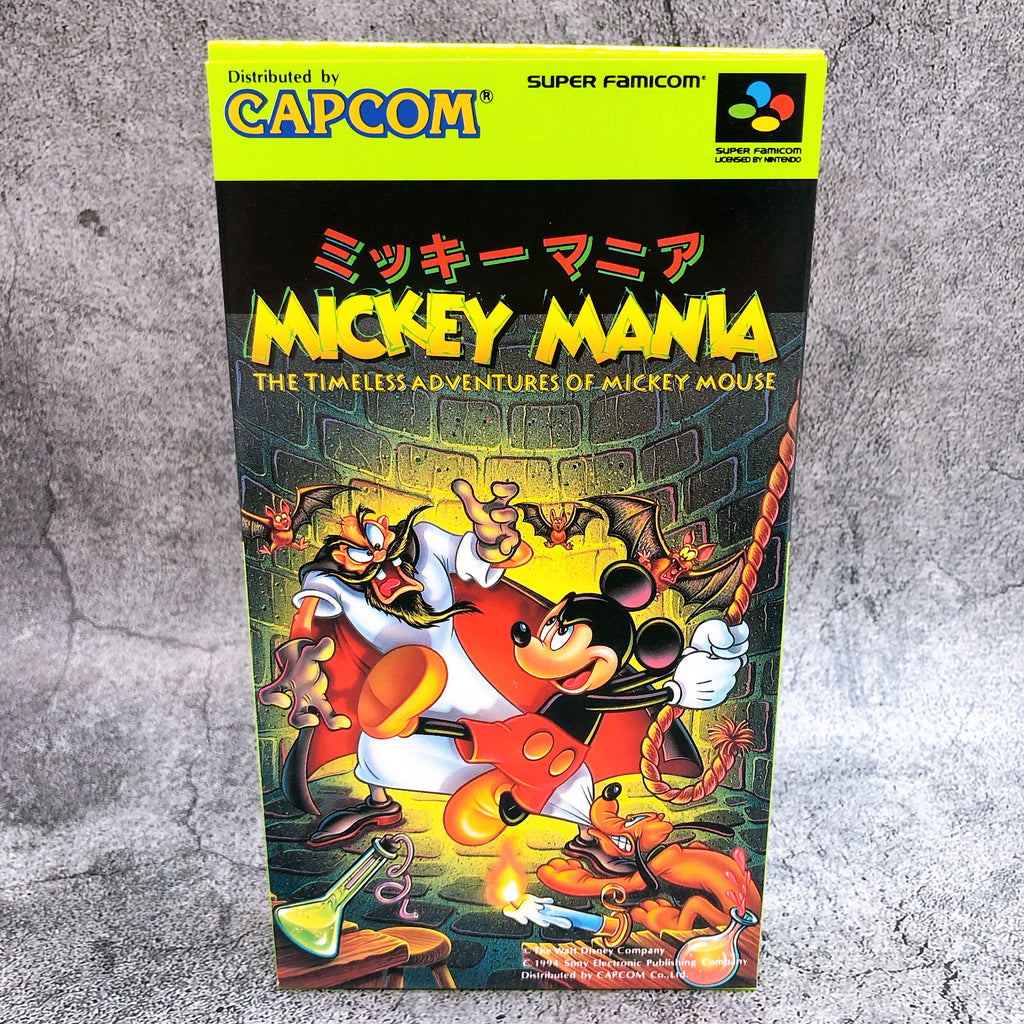 Distributed by
CAPCOM®
SUPER FAMICOM®
SUPER FAMICOM
LICENSED BY NINTENDO
ミッキーマニア
MICKEY MANIA
THE TIMELESS ADVENTURES OF MICKEY MOUSE
© The Walt Disney Company
© 1994 Sony Electronic Publishing Company
Distributed by CAPCOM Co.,Ltd.